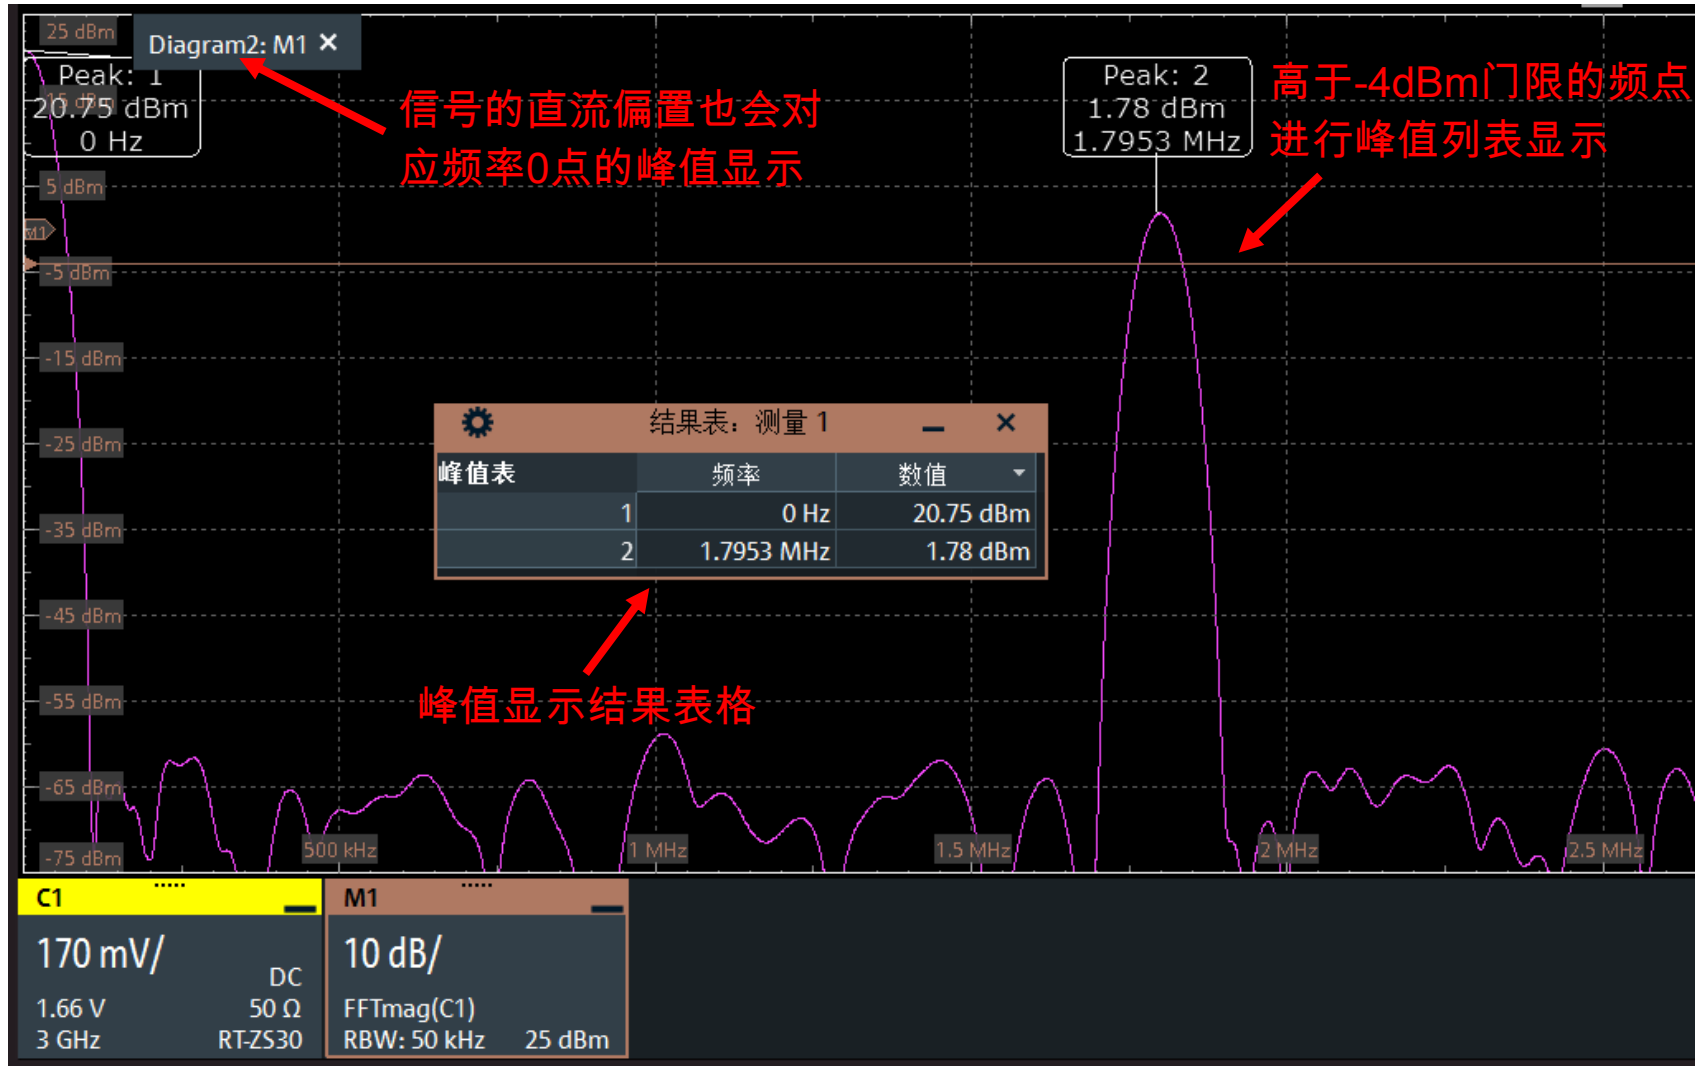 25 dBm
Diagram2: M1 ×
Peak: 1
15 dBm
20.75 dBm
0 Hz
信号的直流偏置也会对
应频率0点的峰值显示
Peak: 2
1.78 dBm
1.7953 MHz
高于-4dBm门限的频点
进行峰值列表显示
5 dBm
M1
-5 dBm
-15 dBm
-25 dBm
结果表：测量 1
峰值表 频率 数值
1 0 Hz 20.75 dBm
2 1.7953 MHz 1.78 dBm
-35 dBm
-45 dBm
峰值显示结果表格
-55 dBm
-65 dBm
-75 dBm
500 kHz
1 MHz
1.5 MHz
2 MHz
2.5 MHz
C1
170 mV/
DC
1.66 V 50 Ω
3 GHz RT-ZS30
M1
10 dB/
FFTmag(C1)
RBW: 50 kHz 25 dBm